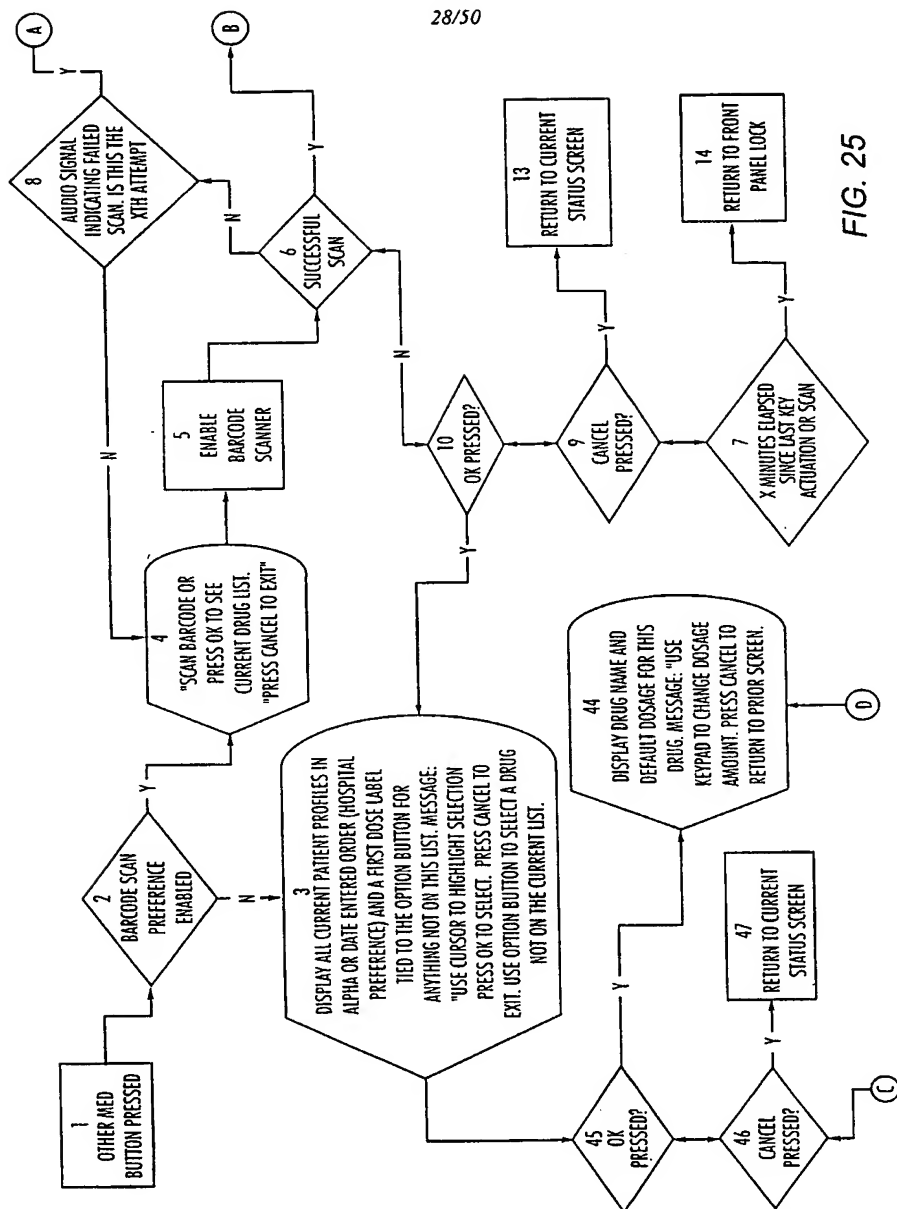 28/50
1
OTHER MED
BUTTON PRESSED
2
BARCODE SCAN
PREFERENCE
ENABLED
Y
N
4
"SCAN BARCODE OR
PRESS OK TO SEE
CURRENT DRUG LIST.
"PRESS CANCEL TO EXIT"
5
ENABLE
BARCODE
SCANNER
6
SUCCESSFUL
SCAN
N
Y
B
N
8
AUDIO SIGNAL
INDICATING FAILED
SCAN. IS THIS THE
XTH ATTEMPT
Y
A
N
3
DISPLAY ALL CURRENT PATIENT PROFILES IN
ALPHA OR DATE ENTERED ORDER (HOSPITAL
PREFERENCE) AND A FIRST DOSE LABEL
TIED TO THE OPTION BUTTON FOR
ANYTHING NOT ON THIS LIST. MESSAGE:
"USE CURSOR TO HIGHLIGHT SELECTION
PRESS OK TO SELECT. PRESS CANCEL TO
EXIT. USE OPTION BUTTON TO SELECT A DRUG
NOT ON THE CURRENT LIST.
10
OK PRESSED?
Y
9
CANCEL
PRESSED?
Y
13
RETURN TO CURRENT
STATUS SCREEN
7
X MINUTES ELAPSED
SINCE LAST KEY
ACTUATION OR SCAN
Y
14
RETURN TO FRONT
PANEL LOCK
45
OK
PRESSED?
Y
44
DISPLAY DRUG NAME AND
DEFAULT DOSAGE FOR THIS
DRUG. MESSAGE: "USE
KEYPAD TO CHANGE DOSAGE
AMOUNT. PRESS CANCEL TO
RETURN TO PRIOR SCREEN.
D
46
CANCEL
PRESSED?
Y
47
RETURN TO CURRENT
STATUS SCREEN
C
FIG. 25